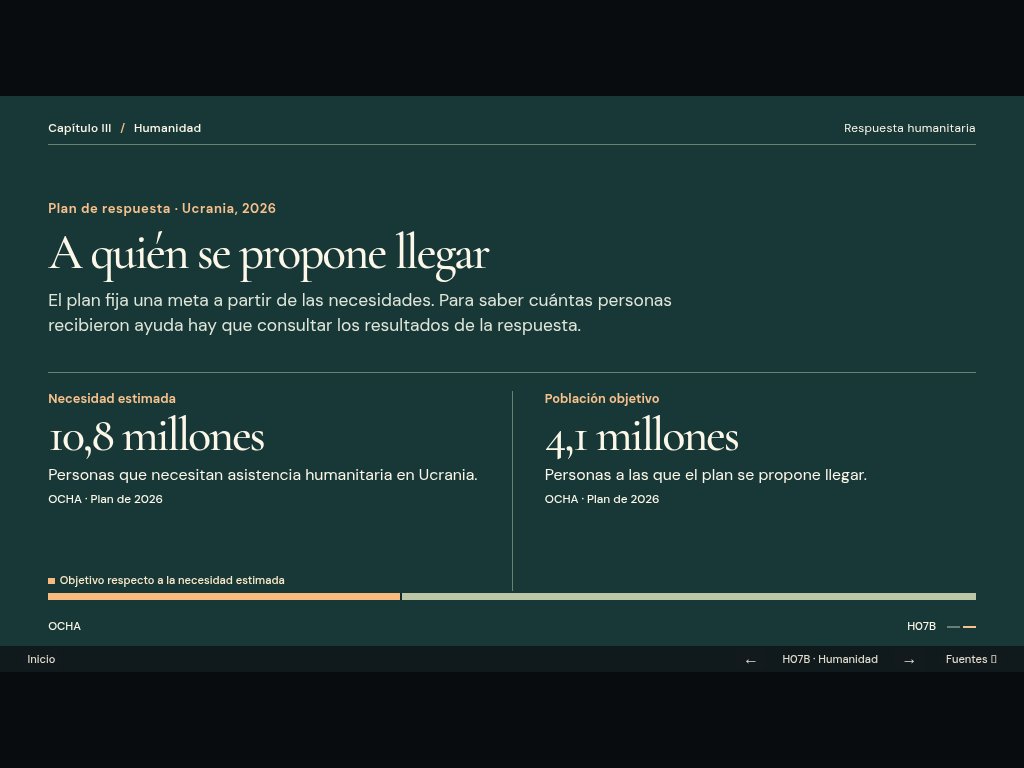 Capítulo III / Humanidad
Respuesta humanitaria
Plan de respuesta · Ucrania, 2026
A quién se propone llegar
El plan fija una meta a partir de las necesidades. Para saber cuántas personas
recibieron ayuda hay que consultar los resultados de la respuesta.
Necesidad estimada
10,8 millones
Personas que necesitan asistencia humanitaria en Ucrania.
OCHA · Plan de 2026
Población objetivo
4,1 millones
Personas a las que el plan se propone llegar.
OCHA · Plan de 2026
Objetivo respecto a la necesidad estimada
OCHA
H07B
Inicio
← H07B · Humanidad →
Fuentes